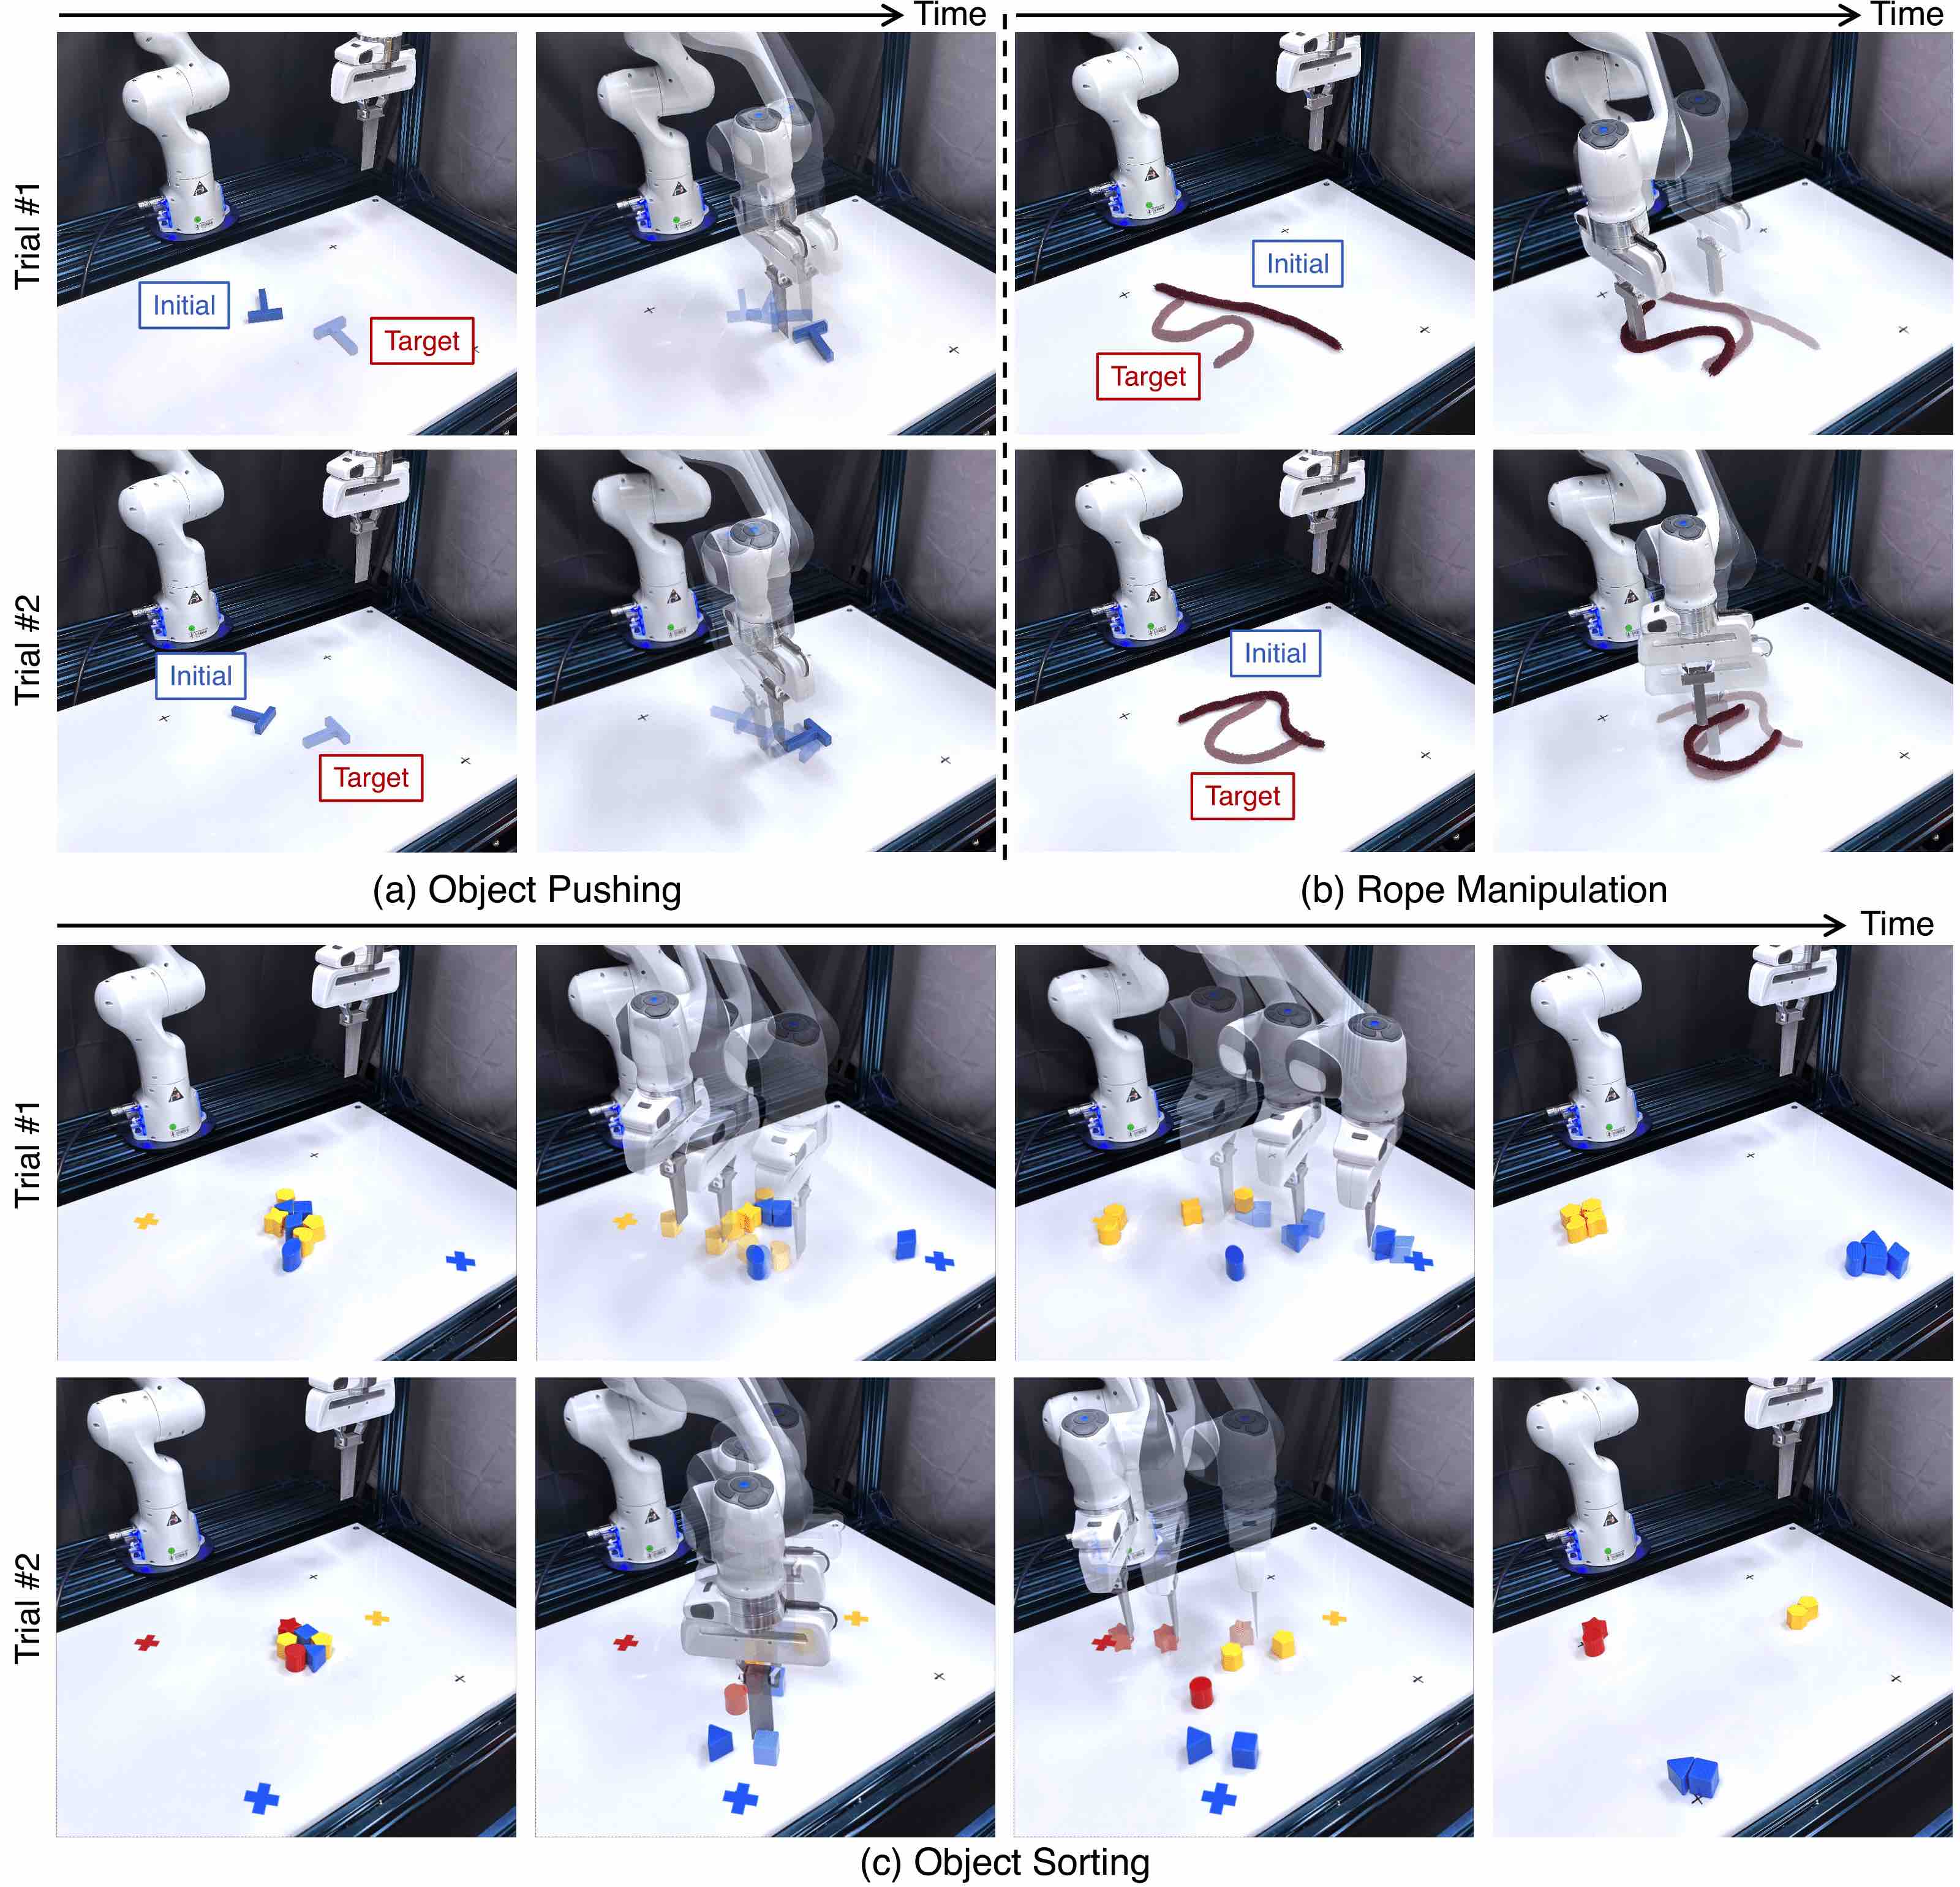 Time
Time
Trial #1
Initial
Target
Initial
Target
Trial #2
Initial
Target
Initial
Target
(a) Object Pushing
(b) Rope Manipulation
Time
Trial #1
Trial #2
(c) Object Sorting